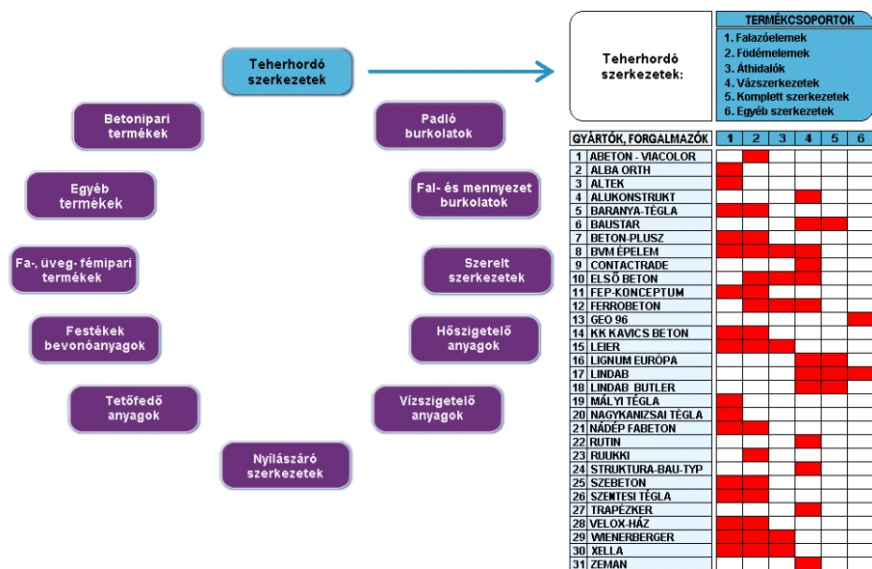 Teherhordó
szerkezetek
Betonipari
termékek
Padló
burkolatok
Egyéb
termékek
Fal- és mennyezet
burkolatok
Fa-, üveg- fémipari
termékek
Szerelt
szerkezetek
Festékek
bevonóanyagok
Hőszigetelő
anyagok
Tetőfedő
anyagok
Vízszigetelő
anyagok
Nyílászáró
szerkezetek
Teherhordó
szerkezetek:
TERMÉKCSOPORTOK
1. Falazóelemek
2. Födémelemek
3. Áthidalók
4. Vázszerkezetek
5. Komplett szerkezetek
6. Egyéb szerkezetek
GYÁRTÓK, FORGALMAZÓK 1 2 3 4 5 6
1 ABETON - VIACOLOR
2 ALBA ORTH
3 ALTEK
4 ALUKONSTRUKT
5 BARANYA-TÉGLA
6 BAUSTAR
7 BETON-PLUSZ
8 BVM ÉPELEM
9 CONTACTRADE
10 ELSŐ BETON
11 FEP-KONCEPTUM
12 FERROBETON
13 GEO 96
14 KK KAVICS BETON
15 LEIER
16 LIGNUM EURÓPA
17 LINDAB
18 LINDAB BUTLER
19 MÁLYI TÉGLA
20 NAGYKANIZSAI TÉGLA
21 NÁDÉP FABETON
22 RUTIN
23 RUUKKI
24 STRUKTURA-BAU-TYP
25 SZEBETON
26 SZENTESI TÉGLA
27 TRAPÉZKER
28 VELOX-HÁZ
29 WIENERBERGER
30 XELLA
31 ZEMAN